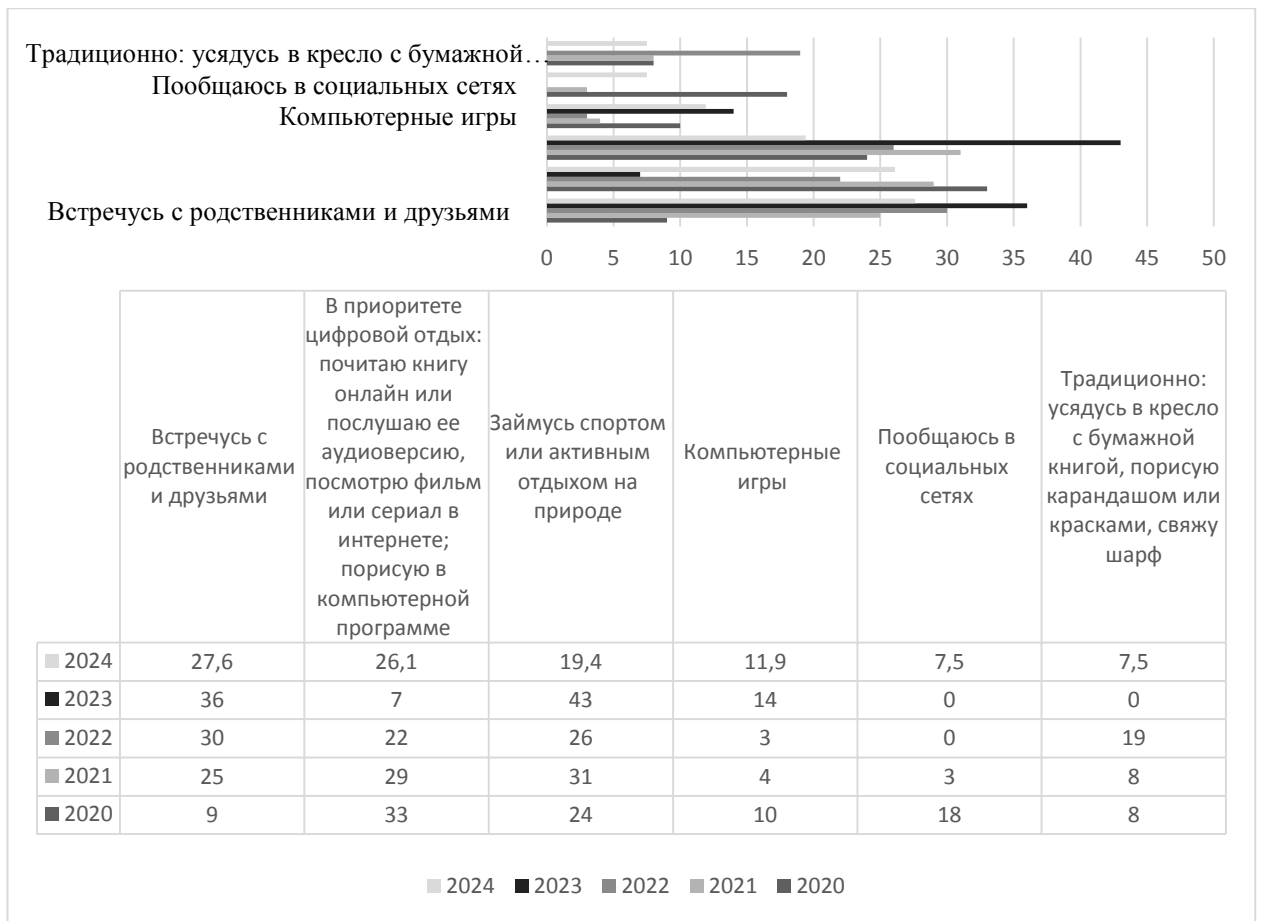 Традиционно: усядусь в кресло с бумажной…
Пообщаюсь в социальных сетях
Компьютерные игры
Встречусь с родственниками и друзьями
0 5 10 15 20 25 30 35 40 45 50
Встречусь с
родственниками
и друзьями
В приоритете
цифровой отдых:
почитаю книгу
онлайн или
послушаю ее
аудиоверсию,
посмотрю фильм
или сериал в
интернете;
порисую в
компьютерной
программе
Займусь спортом
или активным
отдыхом на
природе
Компьютерные
игры
Пообщаюсь в
социальных
сетях
Традиционно:
усядусь в кресло
с бумажной
книгой, порисую
карандашом или
красками, свяжу
шарф
2024 27,6 26,1 19,4 11,9 7,5 7,5
2023 36 7 43 14 0 0
2022 30 22 26 3 0 19
2021 25 29 31 4 3 8
2020 9 33 24 10 18 8
2024 2023 2022 2021 2020